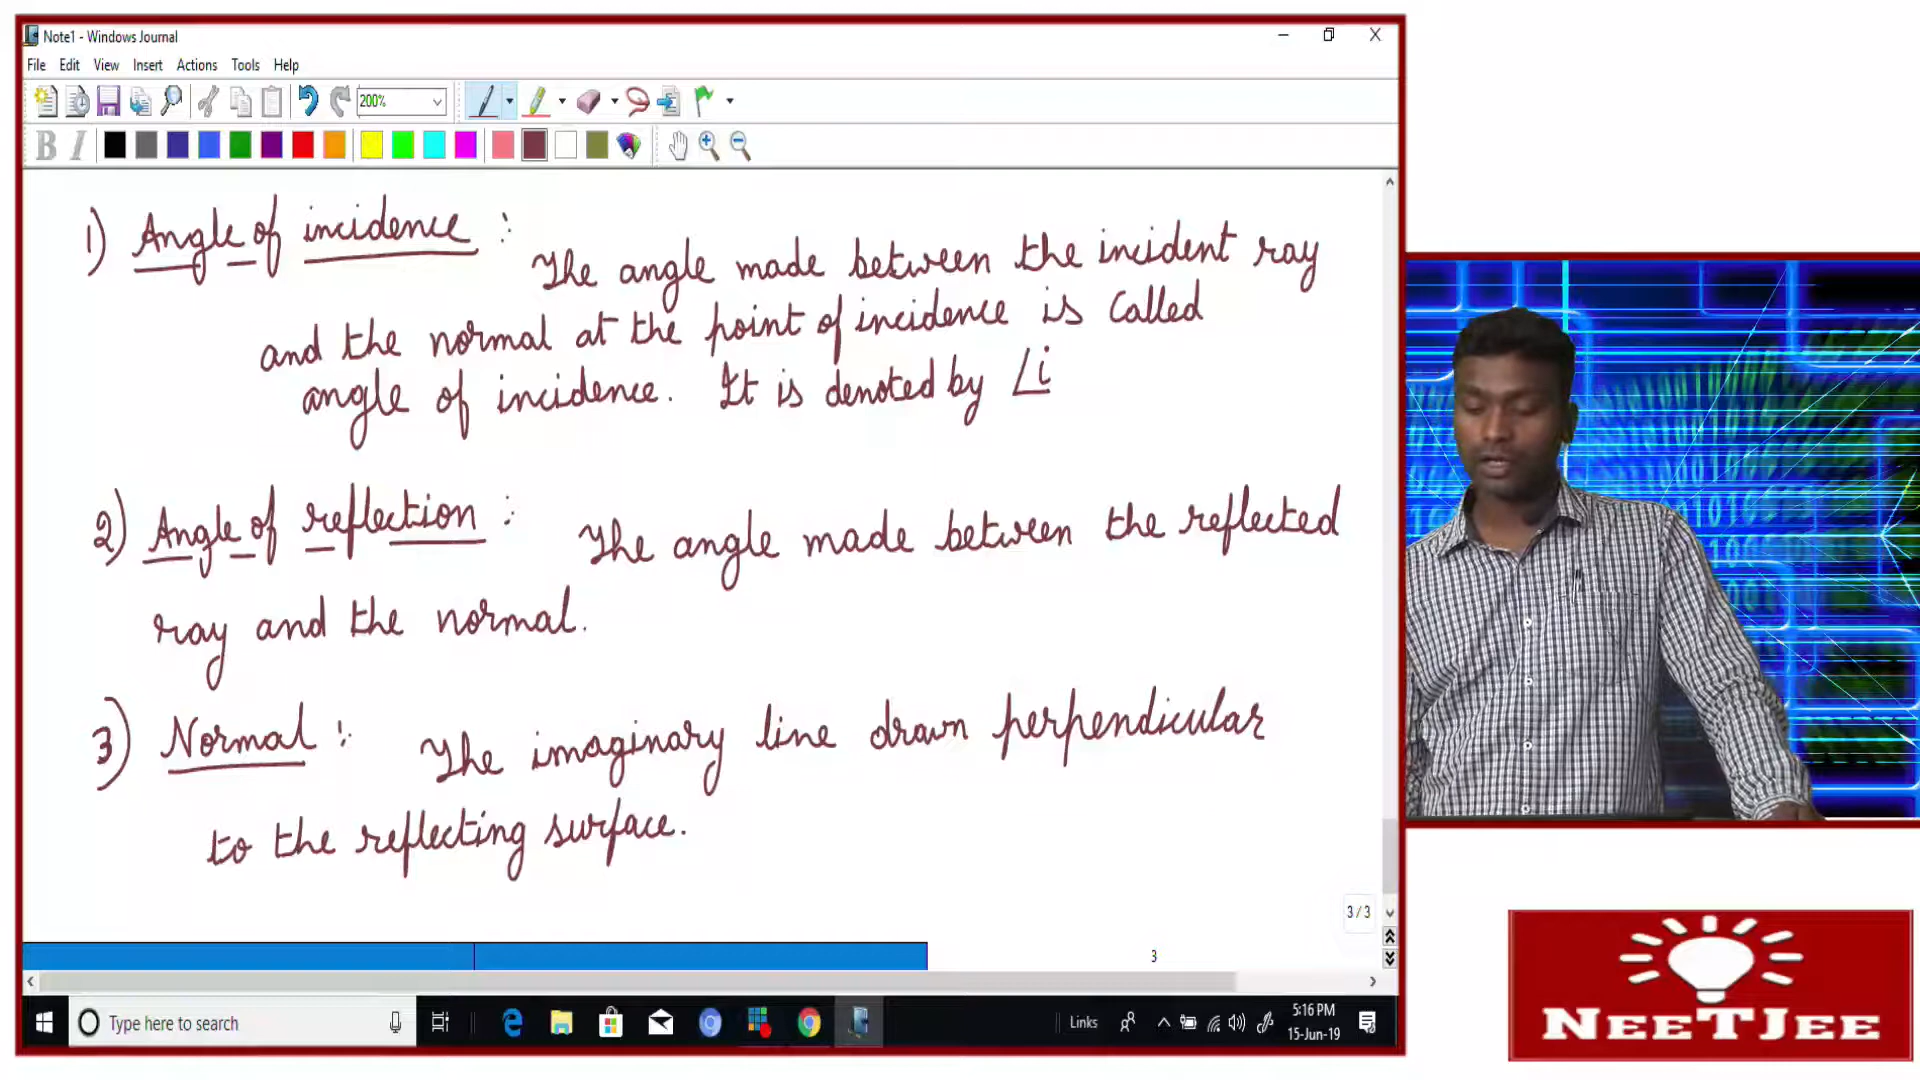 Note1 - Windows Journal
File Edit View Insert Actions Tools Help
200%
B I
1) Angle of incidence :- The angle made between the incident ray
and the normal at the point of incidence is called
angle of incidence. It is denoted by ∠i
2) Angle of reflection :- The angle made between the reflected
ray and the normal.
3) Normal :- The imaginary line drawn perpendicular
to the reflecting surface.
3/3
3
Type here to search
Links
5:16 PM
15-Jun-19
NEETJEE